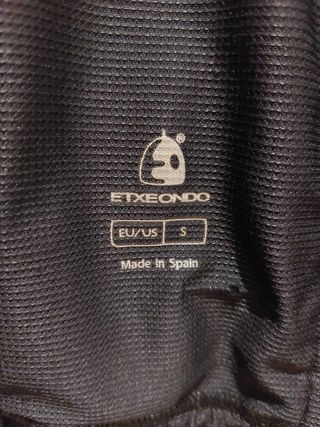 ®
ETXEONDO
EU/US S
Made in Spain